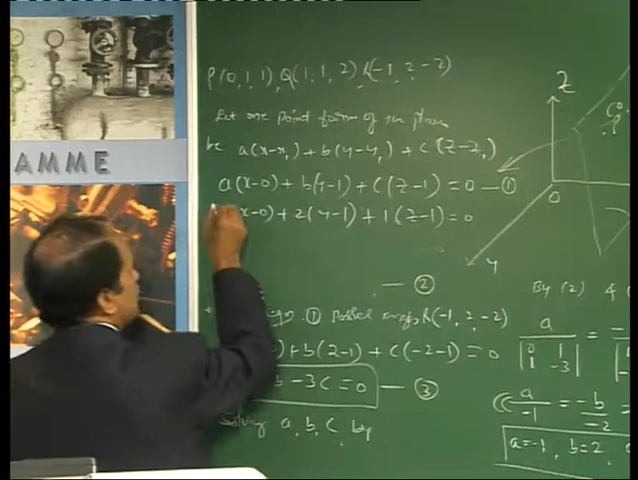 AMME
P(0,1,1), Q(1,1,2) R(-1,2,-2)
Let one point form of the plane
be a(x-x₁)+b(y-y₁)+c(z-z₁)
a(x-0)+b(y-1)+c(z-1)=0 — ①
x-0)+2(y-1)+1(z-1)=0
— ②
eqn. ① passes R(-1,2,-2)
)+b(2-1)+c(-2-1)=0
b-3c=0 — ③
Solving a, b, c by
Z
O
Y
P
By (2) &
a
0 1
1 -3
= -
1
a/-1 = -b/-2 =
a=-1, b=2,